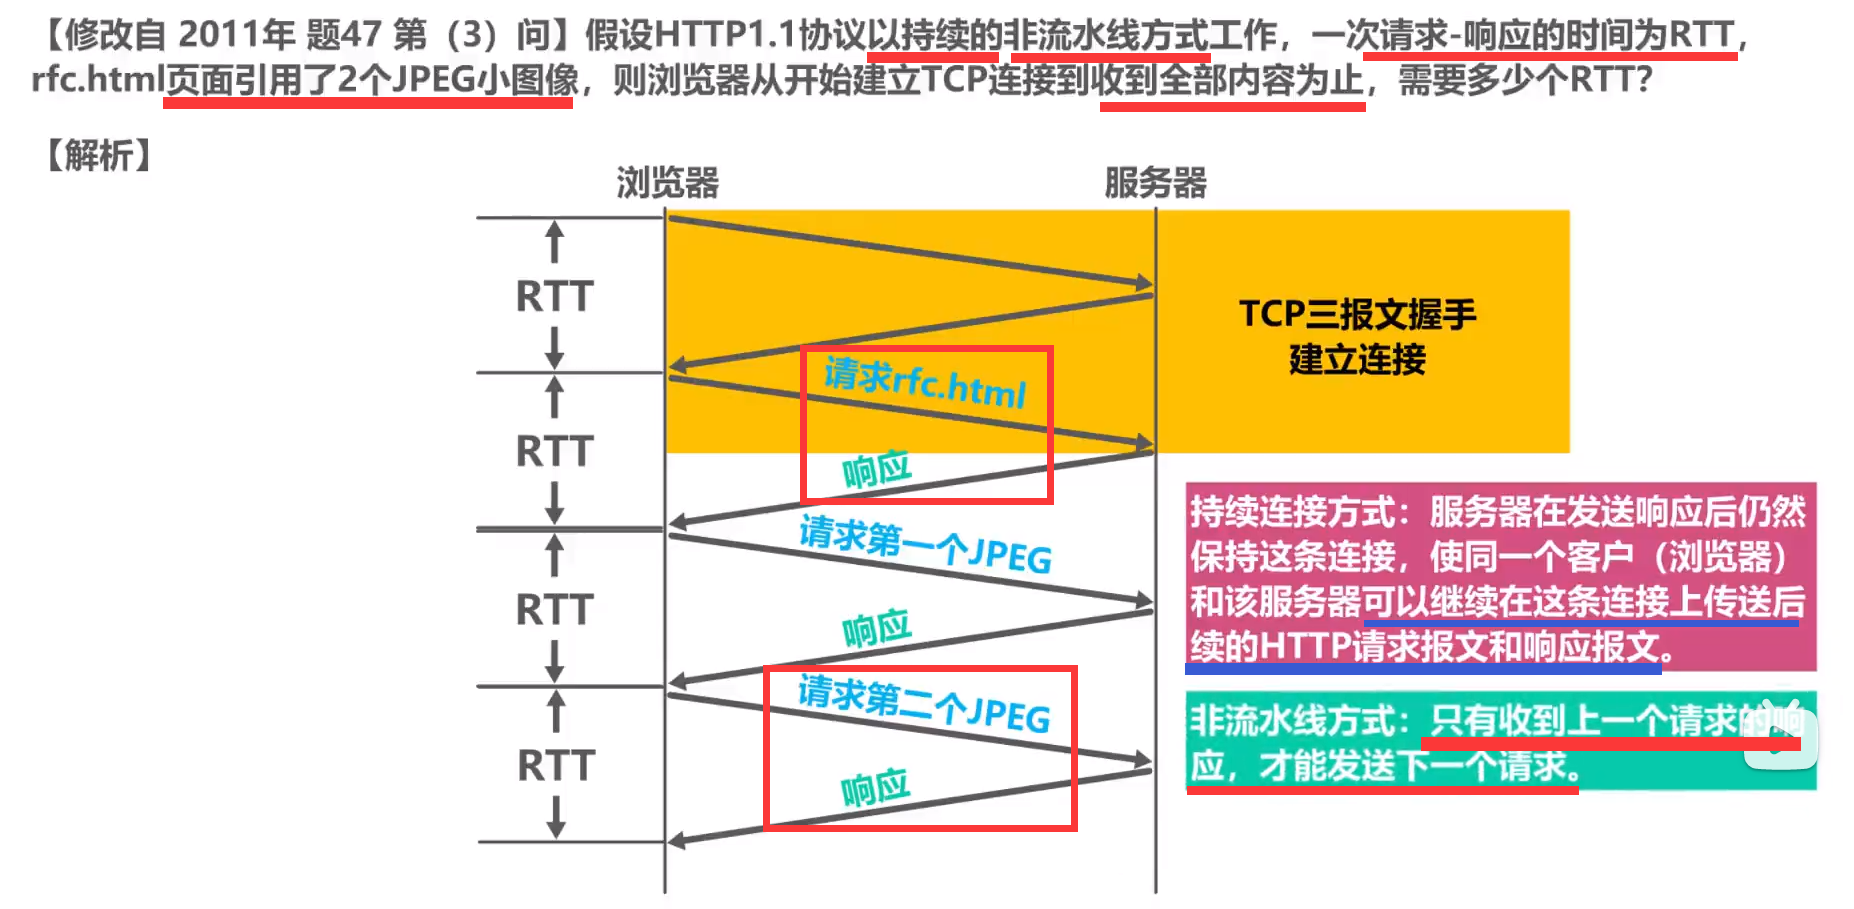 【修改自 2011年 题47 第（3）问】假设HTTP1.1协议以持续的非流水线方式工作，一次请求-响应的时间为RTT，
rfc.html页面引用了2个JPEG小图像，则浏览器从开始建立TCP连接到收到全部内容为止，需要多少个RTT？
【解析】
浏览器
服务器
RTT
TCP三报文握手
建立连接
请求rfc.html
RTT
响应
请求第一个JPEG
RTT
响应
请求第二个JPEG
RTT
响应
持续连接方式：服务器在发送响应后仍然
保持这条连接，使同一个客户（浏览器）
和该服务器可以继续在这条连接上传送后
续的HTTP请求报文和响应报文。
非流水线方式：只有收到上一个请求的响
应，才能发送下一个请求。